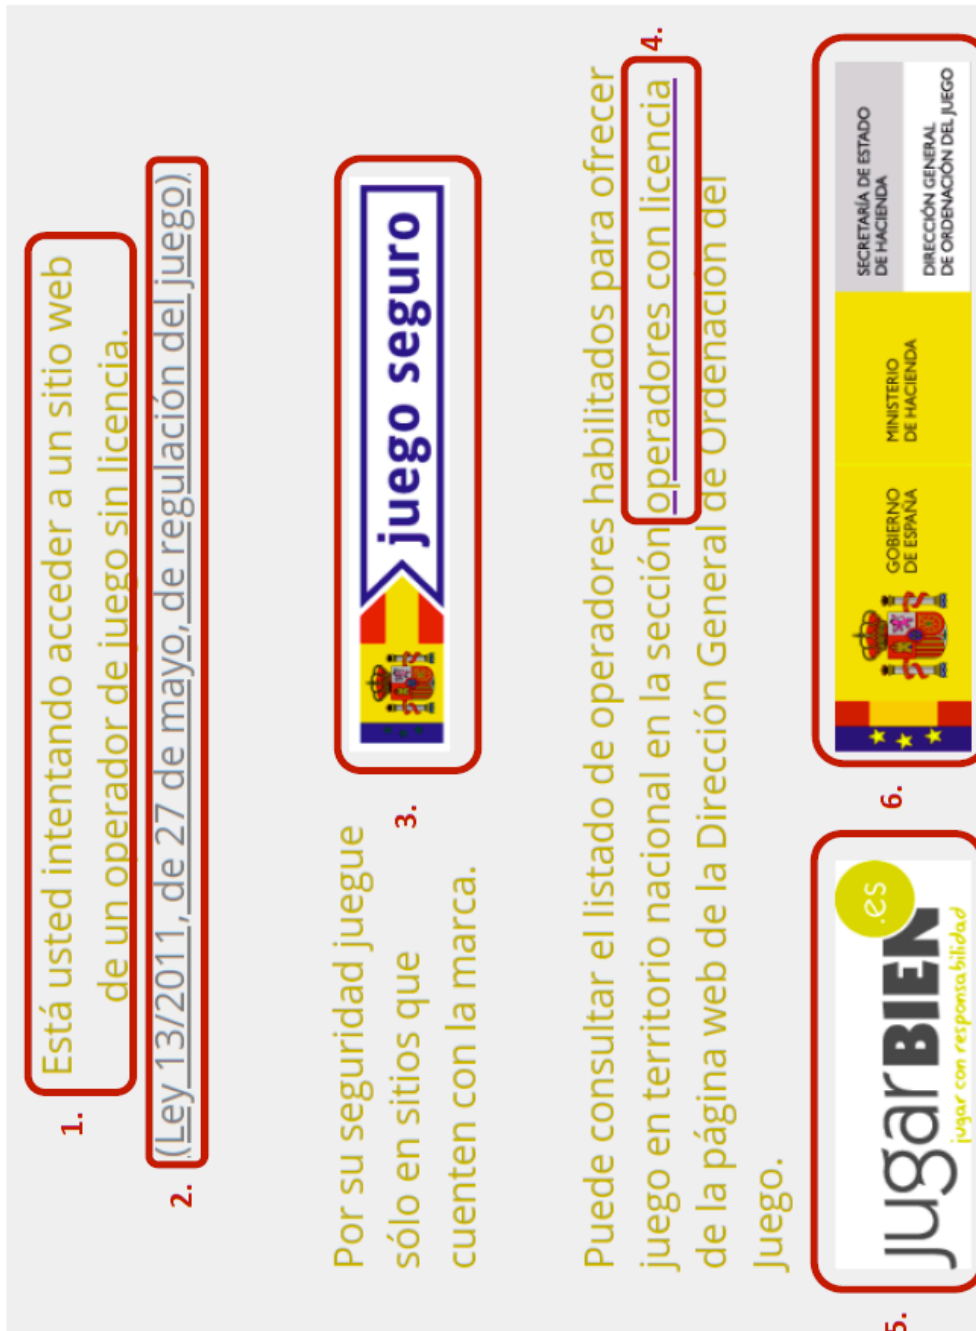 1.
Está usted intentando acceder a un sitio web
de un operador de juego sin licencia.
2.
(Ley 13/2011, de 27 de mayo, de regulación del juego).
Por su seguridad juegue
sólo en sitios que
cuenten con la marca.
3.
juego seguro
4.
Puede consultar el listado de operadores habilitados para ofrecer
juego en territorio nacional en la sección operadores con licencia
de la página web de la Dirección General de Ordenación del
Juego.
5.
jugarBIEN.es
jugar con responsabilidad
6.
GOBIERNO
DE ESPAÑA
MINISTERIO
DE HACIENDA
SECRETARÍA DE ESTADO
DE HACIENDA
DIRECCIÓN GENERAL
DE ORDENACIÓN DEL JUEGO